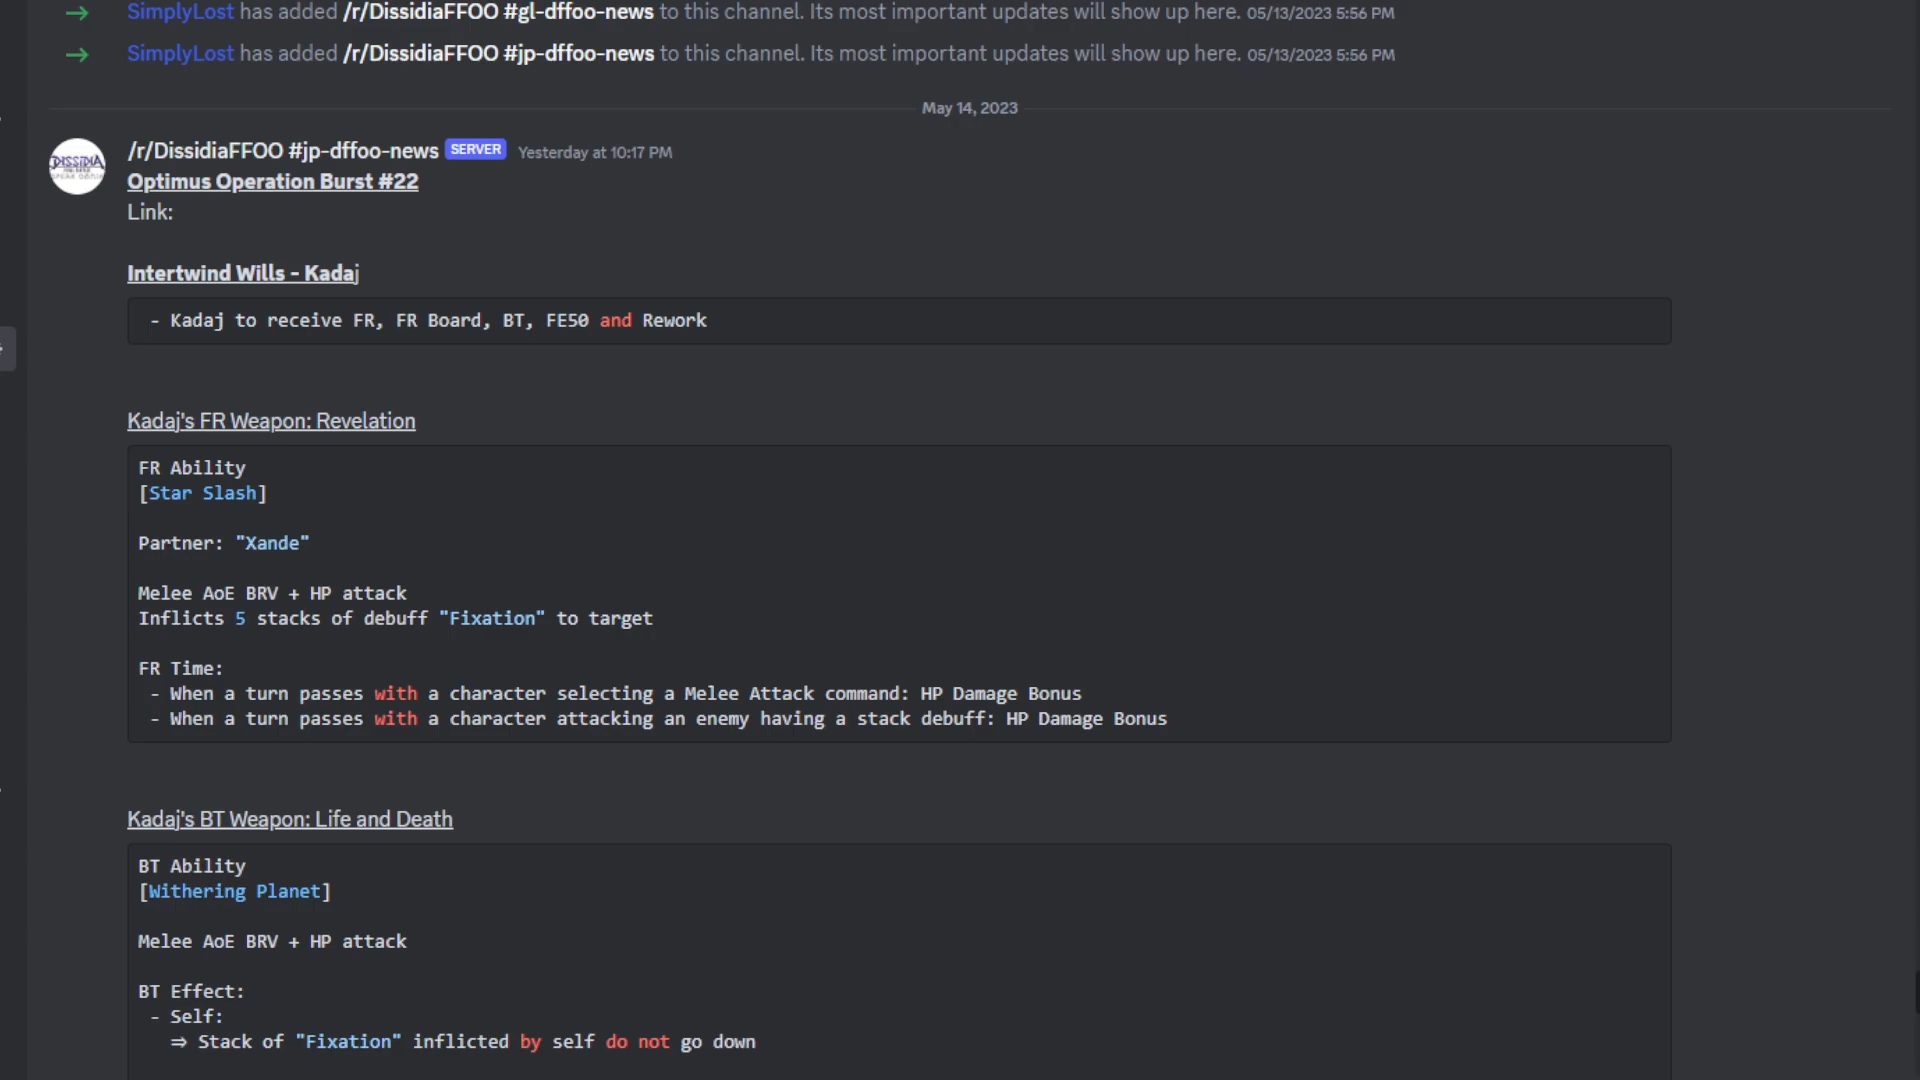 SimplyLost has added /r/DissidiaFFOO #gl-dffoo-news to this channel. Its most important updates will show up here. 05/13/2023 5:56 PM
SimplyLost has added /r/DissidiaFFOO #jp-dffoo-news to this channel. Its most important updates will show up here. 05/13/2023 5:56 PM
May 14, 2023
DISSIDIA
/r/DissidiaFFOO #jp-dffoo-news SERVER Yesterday at 10:17 PM
Optimus Operation Burst #22
Link:
Intertwind Wills - Kadaj
- Kadaj to receive FR, FR Board, BT, FE50 and Rework
Kadaj's FR Weapon: Revelation
FR Ability
[Star Slash]
Partner: "Xande"
Melee AoE BRV + HP attack
Inflicts 5 stacks of debuff "Fixation" to target
FR Time:
- When a turn passes with a character selecting a Melee Attack command: HP Damage Bonus
- When a turn passes with a character attacking an enemy having a stack debuff: HP Damage Bonus
Kadaj's BT Weapon: Life and Death
BT Ability
[Withering Planet]
Melee AoE BRV + HP attack
BT Effect:
- Self:
⇒ Stack of "Fixation" inflicted by self do not go down